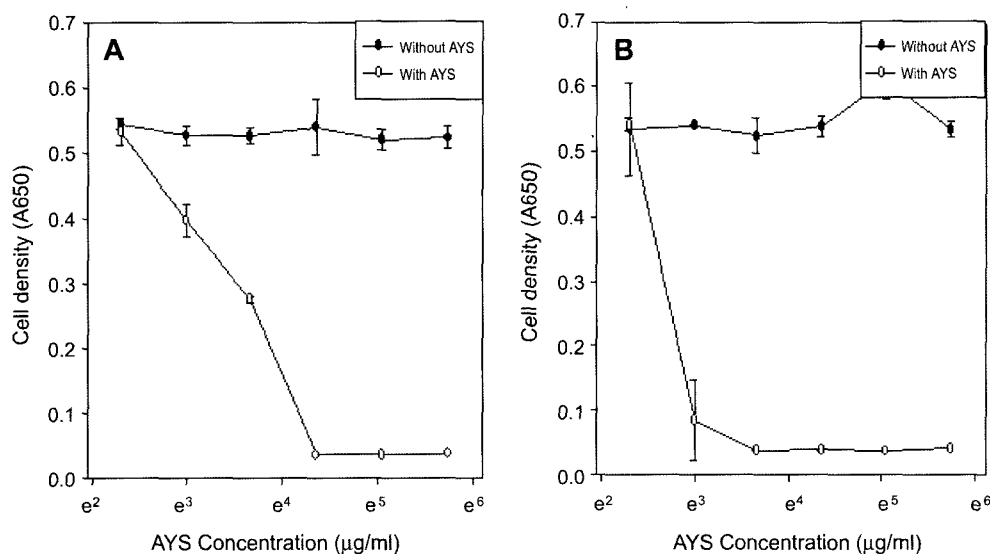 A
Without AYS
With AYS
Cell density (A650)
0.7
0.6
0.5
0.4
0.3
0.2
0.1
0.0
e2
e3
e4
e5
e6
AYS Concentration (μg/ml)
B
Without AYS
With AYS
Cell density (A650)
0.7
0.6
0.5
0.4
0.3
0.2
0.1
0.0
e2
e3
e4
e5
e6
AYS Concentration (μg/ml)